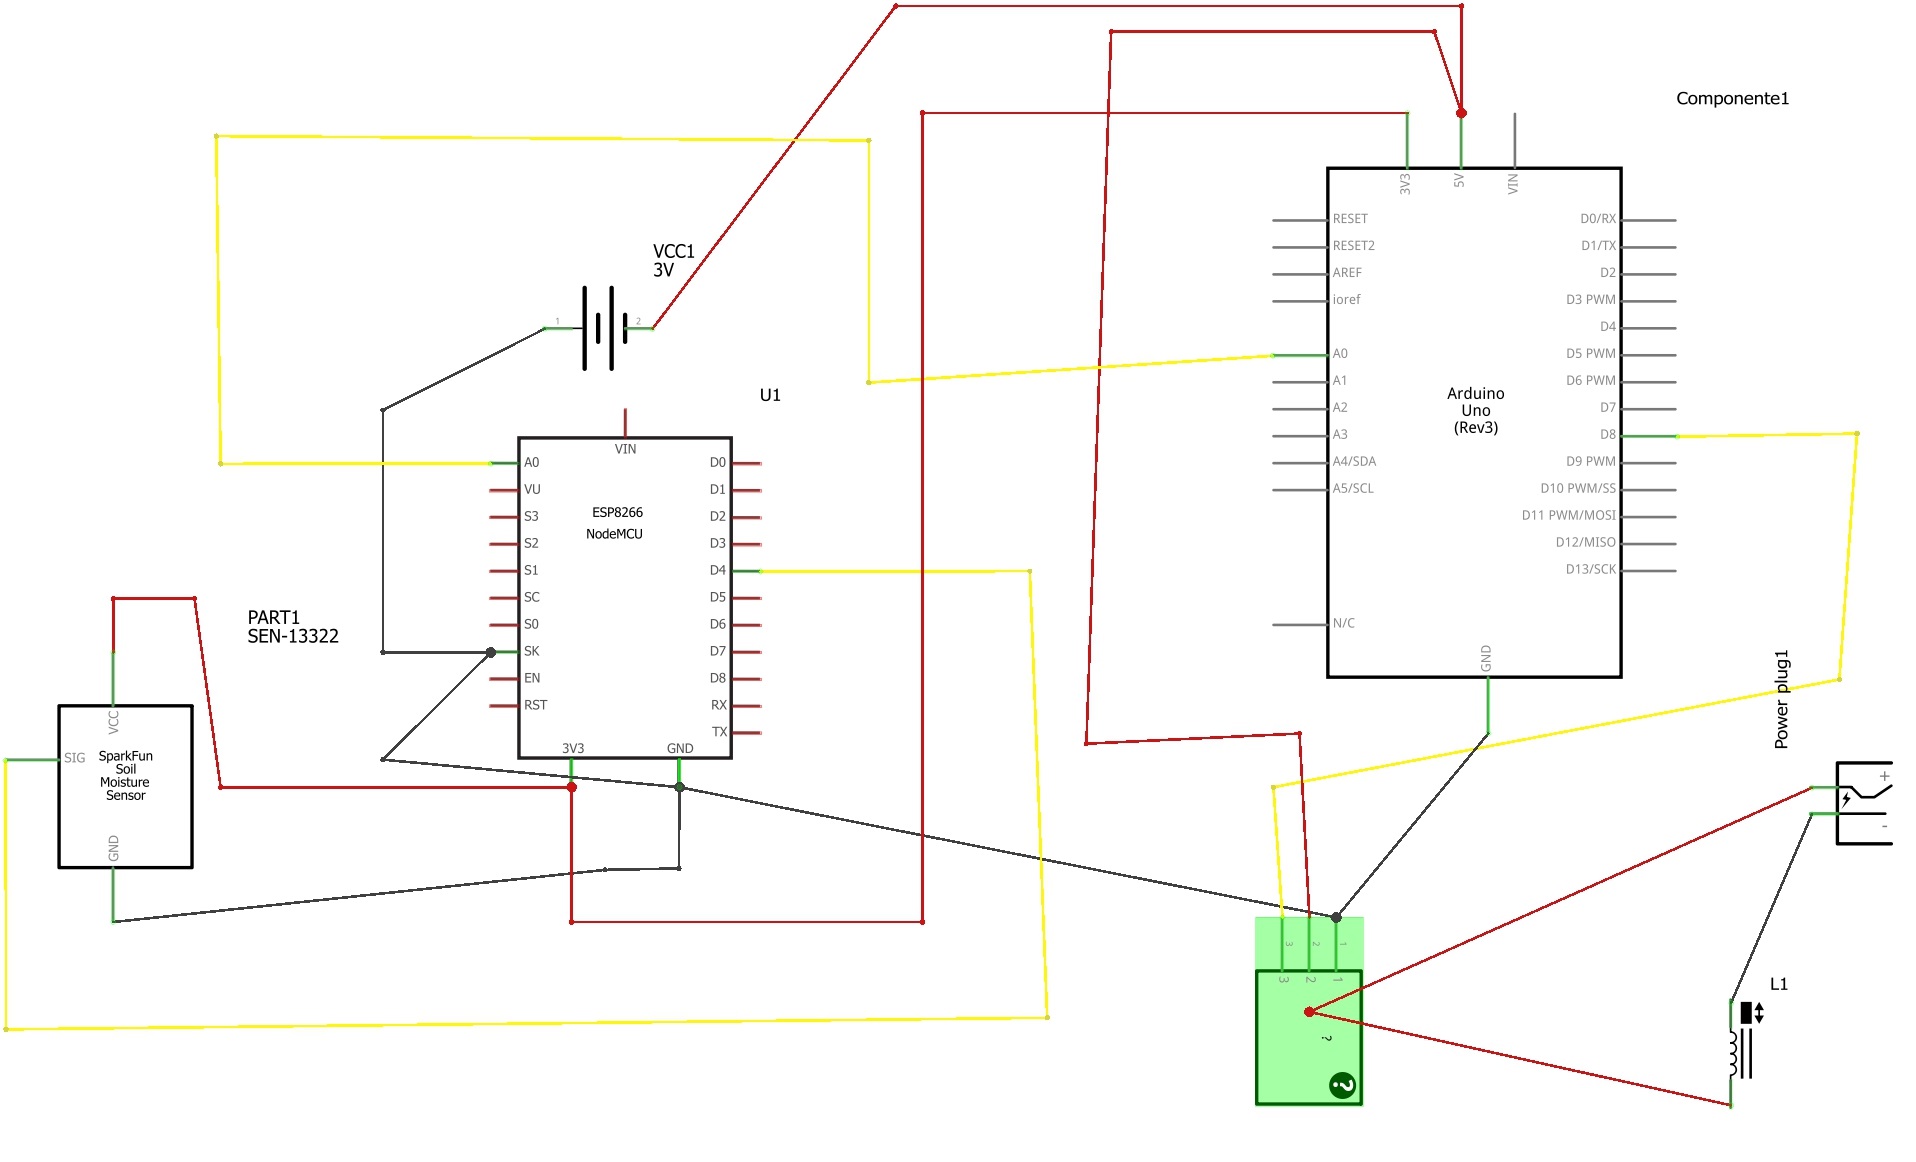 Componente1
3V3
5V
VIN
RESET
RESET2
AREF
ioref
A0
A1
A2
A3
A4/SDA
A5/SCL
N/C
Arduino
Uno
(Rev3)
D0/RX
D1/TX
D2
D3 PWM
D4
D5 PWM
D6 PWM
D7
D8
D9 PWM
D10 PWM/SS
D11 PWM/MOSI
D12/MISO
D13/SCK
GND
VCC1
3V
1
2
U1
VIN
A0
VU
S3
S2
S1
SC
S0
SK
EN
RST
ESP8266
NodeMCU
D0
D1
D2
D3
D4
D5
D6
D7
D8
RX
TX
3V3
GND
PART1
SEN-13322
VCC
SIG
SparkFun
Soil
Moisture
Sensor
GND
Power plug1
+
-
3
2
1
3
2
1
?
?
L1